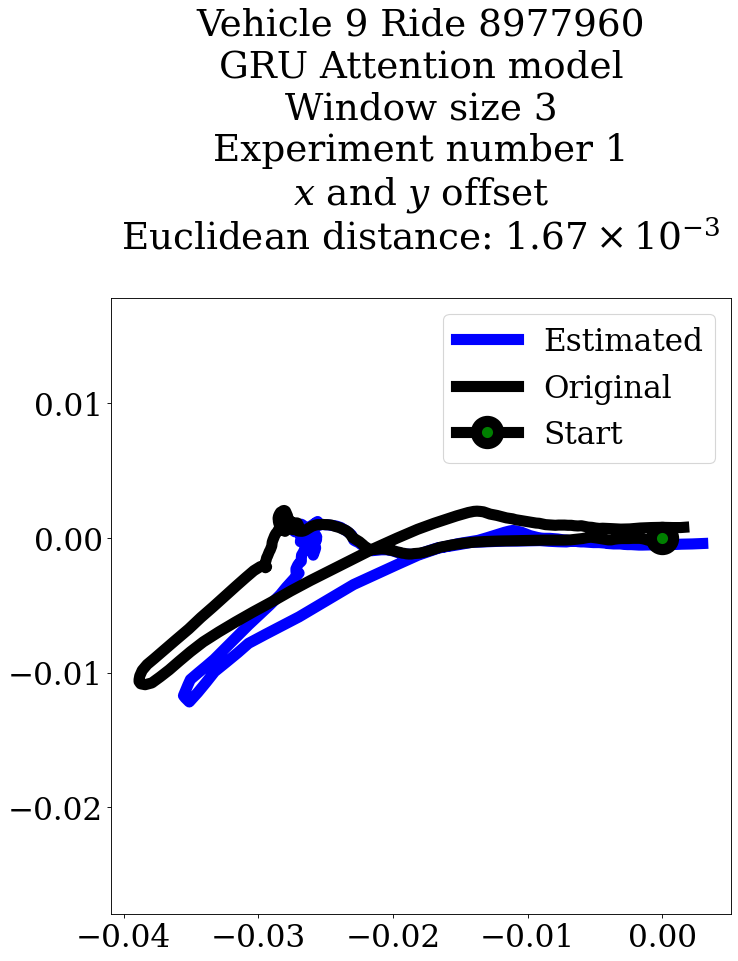 Vehicle 9 Ride 8977960
GRU Attention model
Window size 3
Experiment number 1
x and y offset
Euclidean distance: 1.67 × 10⁻³
Estimated
Original
Start
0.01
0.00
−0.01
−0.02
−0.04 −0.03 −0.02 −0.01 0.00